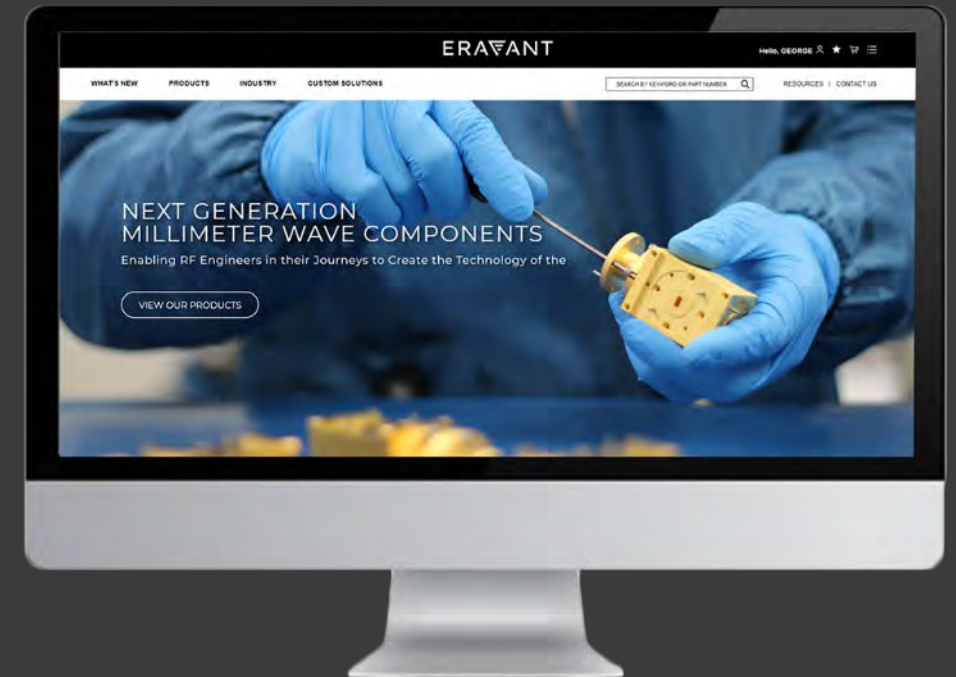 ERAVANT
Hello, GEORGE
WHAT'S NEW PRODUCTS INDUSTRY CUSTOM SOLUTIONS
SEARCH BY KEYWORD OR PART NUMBER
RESOURCES | CONTACT US
NEXT GENERATION
MILLIMETER WAVE COMPONENTS
Enabling RF Engineers in their Journeys to Create the Technology of the
VIEW OUR PRODUCTS